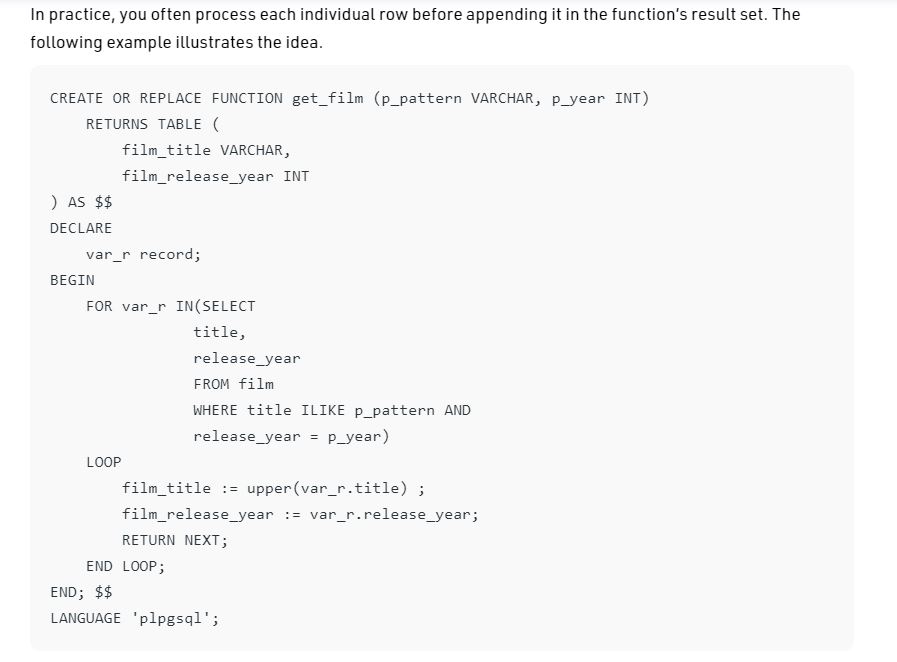 In practice, you often process each individual row before appending it in the function's result set. The
following example illustrates the idea.
CREATE OR REPLACE FUNCTION get_film (p_pattern VARCHAR, p_year INT)
    RETURNS TABLE (
        film_title VARCHAR,
        film_release_year INT
) AS $$
DECLARE
    var_r record;
BEGIN
    FOR var_r IN(SELECT
                title,
                release_year
                FROM film
                WHERE title ILIKE p_pattern AND
                release_year = p_year)
    LOOP
        film_title := upper(var_r.title) ;
        film_release_year := var_r.release_year;
        RETURN NEXT;
    END LOOP;
END; $$
LANGUAGE 'plpgsql';